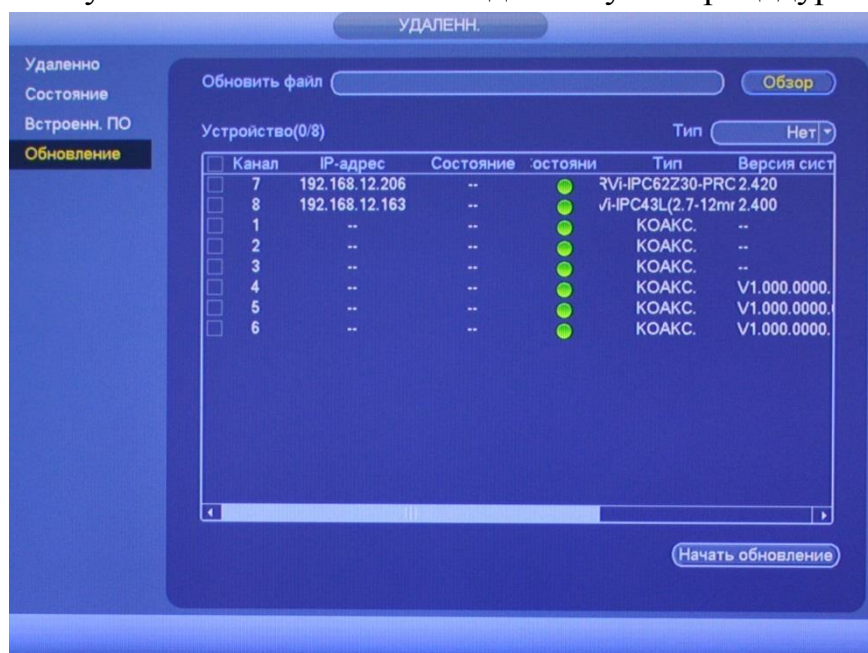 УДАЛЕНН.
Удаленно
Состояние
Встроенн. ПО
Обновление
Обновить файл Обзор
Устройство(0/8) Тип Нет
Канал IP-адрес Состояние остояни Тип Версия сист
7 192.168.12.206 -- RVi-IPC62Z30-PRO 2.420
8 192.168.12.163 -- Vi-IPC43L(2.7-12mr 2.400
1 -- -- КОАКС. --
2 -- -- КОАКС. --
3 -- -- КОАКС. --
4 -- -- КОАКС. V1.000.0000.
5 -- -- КОАКС. V1.000.0000.
6 -- -- КОАКС. V1.000.0000.
Начать обновление